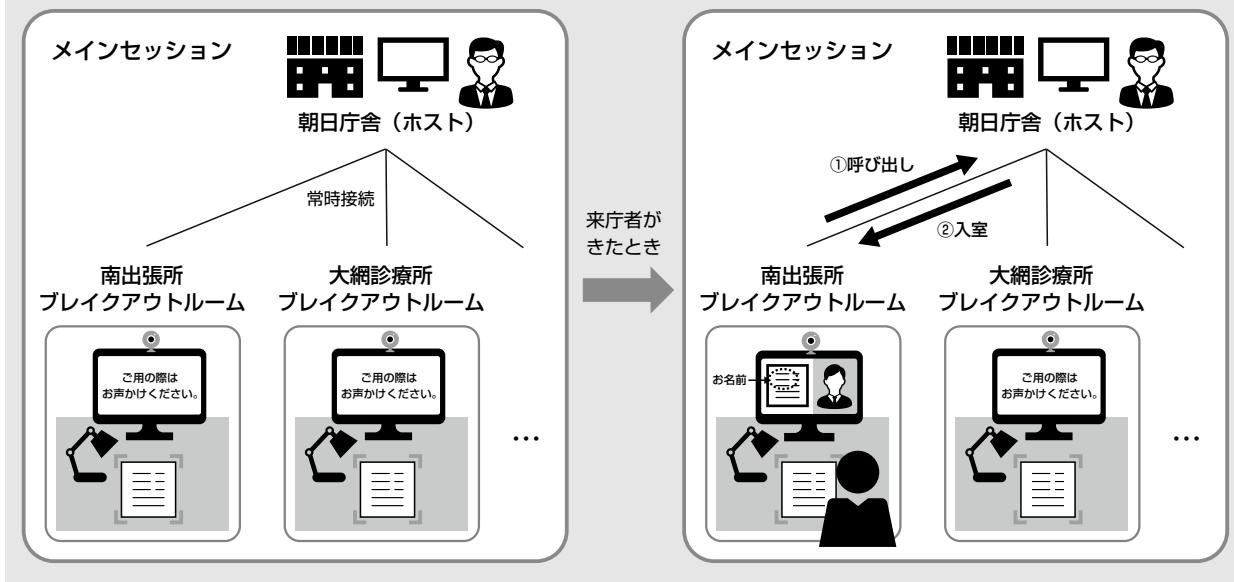 メインセッション
朝日庁舎（ホスト）
常時接続
南出張所
ブレイクアウトルーム
大網診療所
ブレイクアウトルーム
ご用の際は
お声かけください。
ご用の際は
お声かけください。
…
来庁者が
きたとき
メインセッション
朝日庁舎（ホスト）
①呼び出し
②入室
南出張所
ブレイクアウトルーム
大網診療所
ブレイクアウトルーム
お名前
ご用の際は
お声かけください。
…